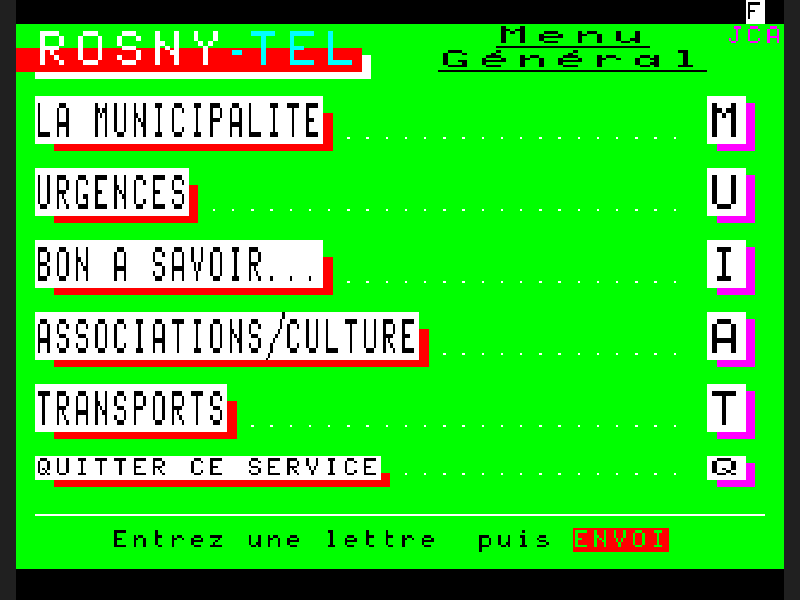 F
ROSNY-TEL Menu Général JCA
LA MUNICIPALITE .................. M
URGENCES ......................... U
BON A SAVOIR... .................. I
ASSOCIATIONS/CULTURE ............. A
TRANSPORTS ....................... T
QUITTER CE SERVICE ............... Q
Entrez une lettre puis ENVOI